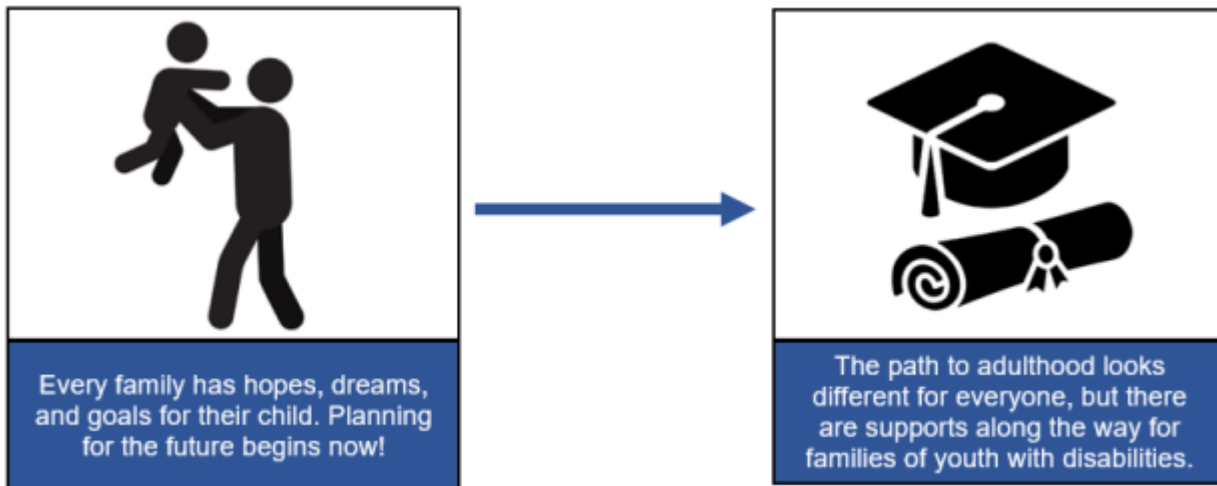 Every family has hopes, dreams,
and goals for their child. Planning
for the future begins now!
The path to adulthood looks
different for everyone, but there
are supports along the way for
families of youth with disabilities.